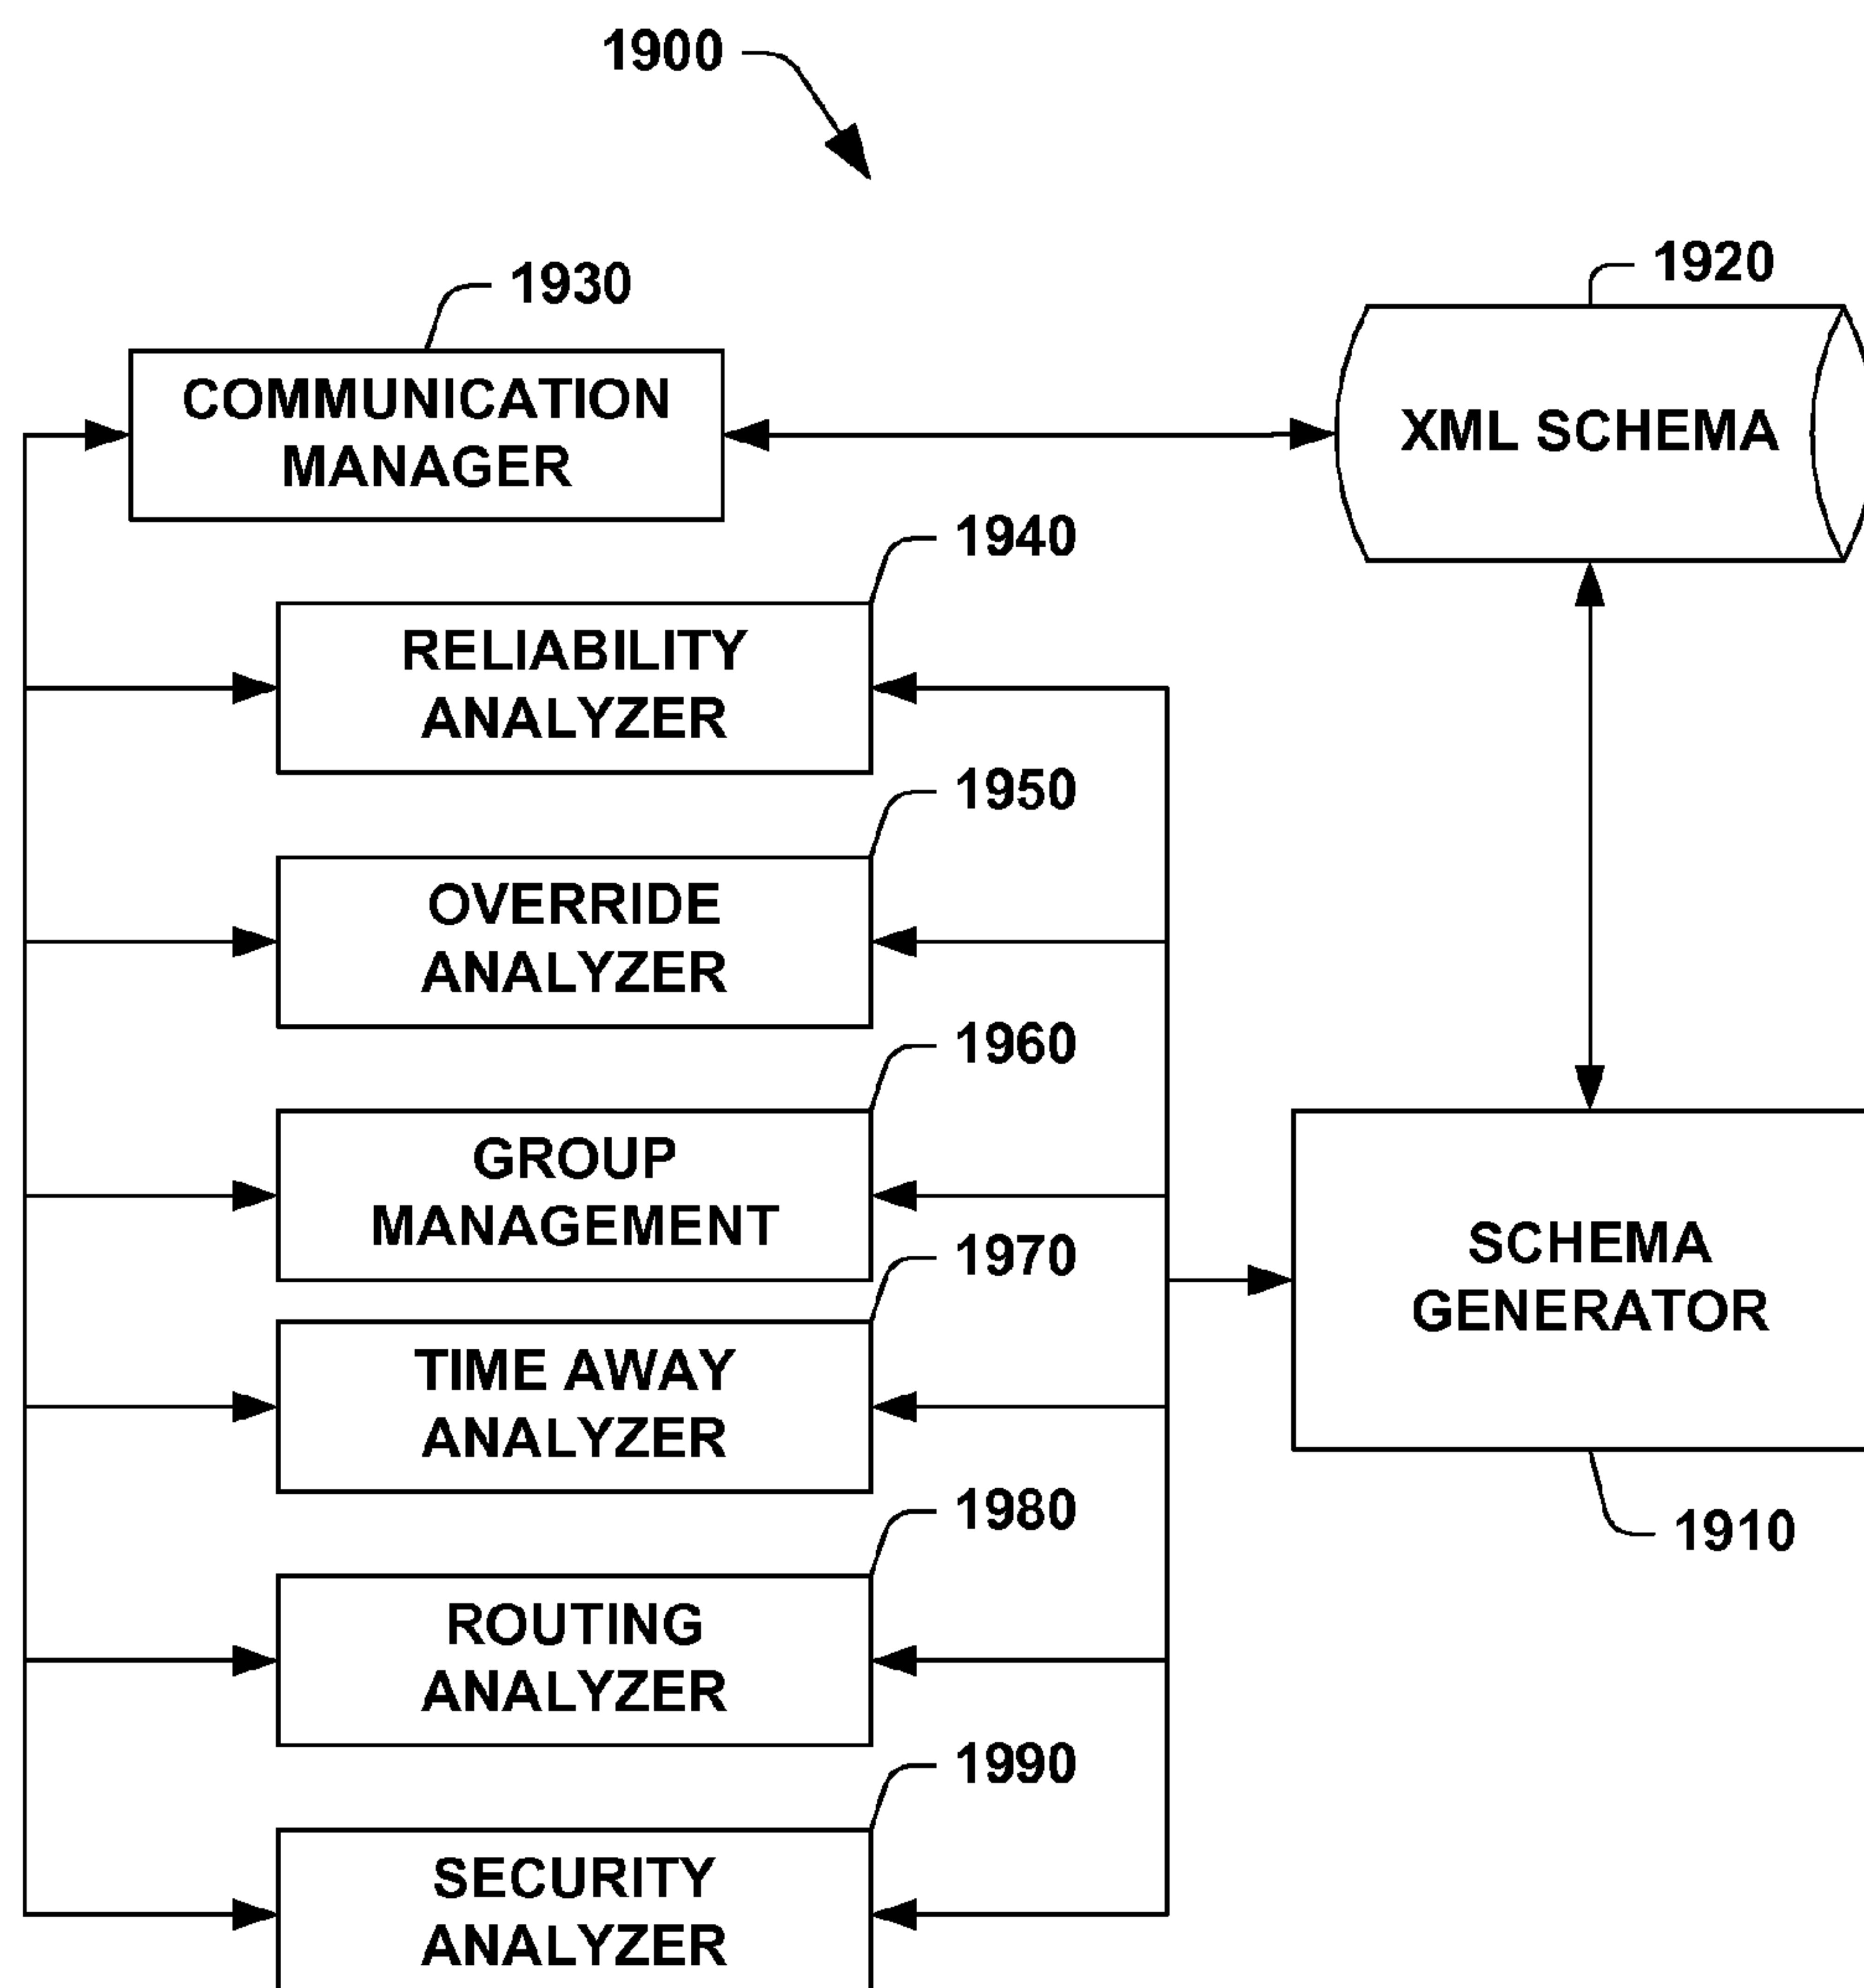 1900
1920
1930
COMMUNICATION
MANAGER
XML SCHEMA
1940
RELIABILITY
ANALYZER
1950
OVERRIDE
ANALYZER
1960
GROUP
MANAGEMENT
1970
SCHEMA
GENERATOR
TIME AWAY
ANALYZER
1980
1910
ROUTING
ANALYZER
1990
SECURITY
ANALYZER